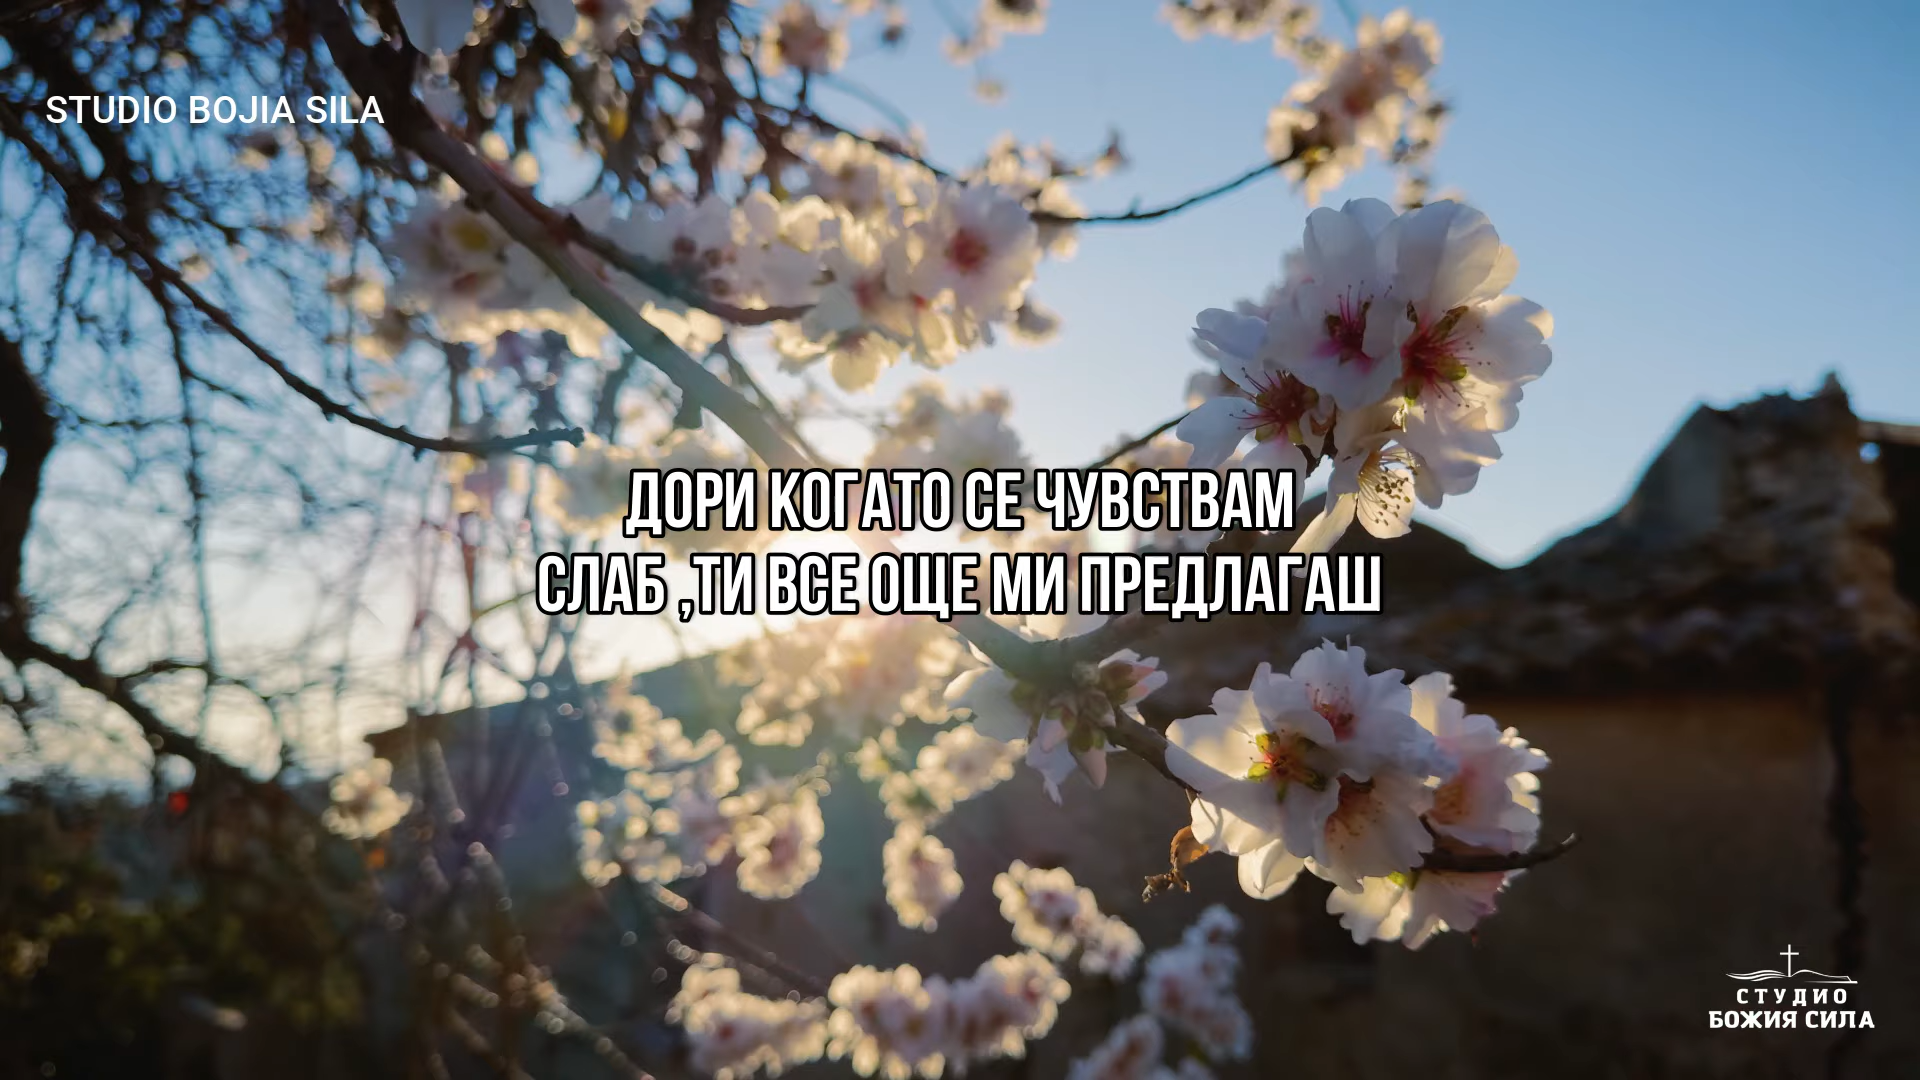 STUDIO BOJIA SILA
ДОРИ КОГАТО СЕ ЧУВСТВАМ
СЛАБ ,ТИ ВСЕ ОЩЕ МИ ПРЕДЛАГАШ
СТУДИО
БОЖИЯ СИЛА